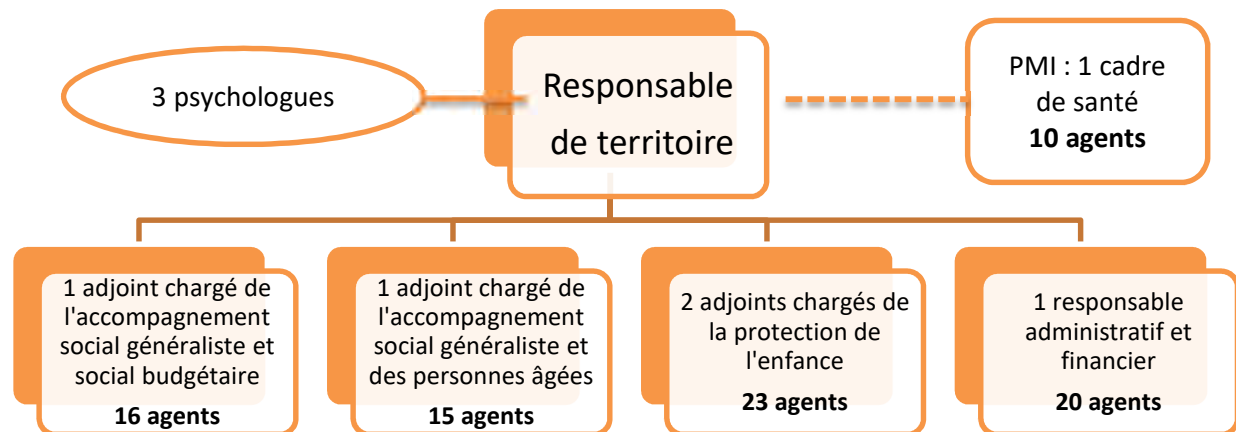 3 psychologues
Responsable
de territoire
PMI : 1 cadre
de santé
10 agents
1 adjoint chargé de
l'accompagnement
social généraliste et
social budgétaire
16 agents
1 adjoint chargé de
l'accompagnement
social généraliste et
des personnes âgées
15 agents
2 adjoints chargés de
la protection de
l'enfance
23 agents
1 responsable
administratif et
financier
20 agents